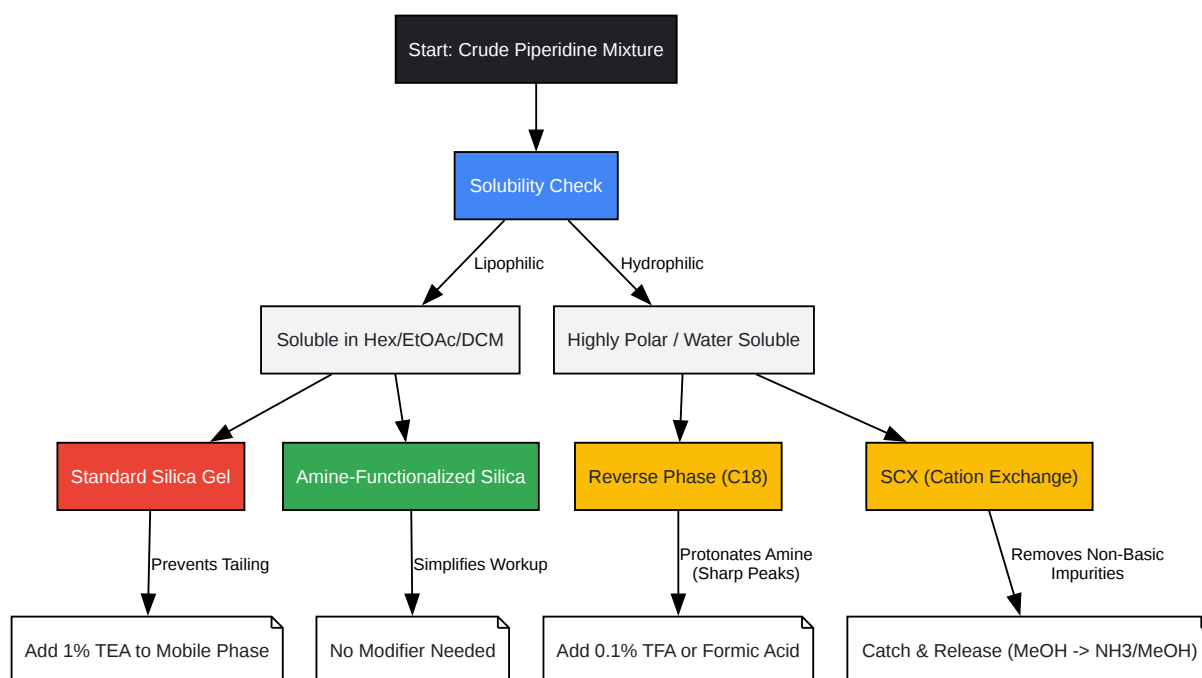 Start: Crude Piperidine Mixture
Solubility Check
Lipophilic
Hydrophilic
Soluble in Hex/EtOAc/DCM
Highly Polar / Water Soluble
Standard Silica Gel
Amine-Functionalized Silica
Reverse Phase (C18)
SCX (Cation Exchange)
Prevents Tailing
Simplifies Workup
Protonates Amine
(Sharp Peaks)
Removes Non-Basic
Impurities
Add 1% TEA to Mobile Phase
No Modifier Needed
Add 0.1% TFA or Formic Acid
Catch & Release (MeOH -> NH3/MeOH)